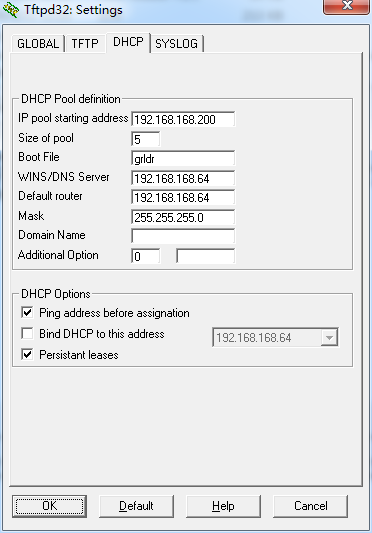 Tftpd32: Settings
GLOBAL TFTP DHCP SYSLOG
DHCP Pool definition
IP pool starting address 192.168.168.200
Size of pool 5
Boot File grldr
WINS/DNS Server 192.168.168.64
Default router 192.168.168.64
Mask 255.255.255.0
Domain Name
Additional Option 0
DHCP Options
Ping address before assignation
Bind DHCP to this address 192.168.168.64
Persistant leases
OK Default Help Cancel